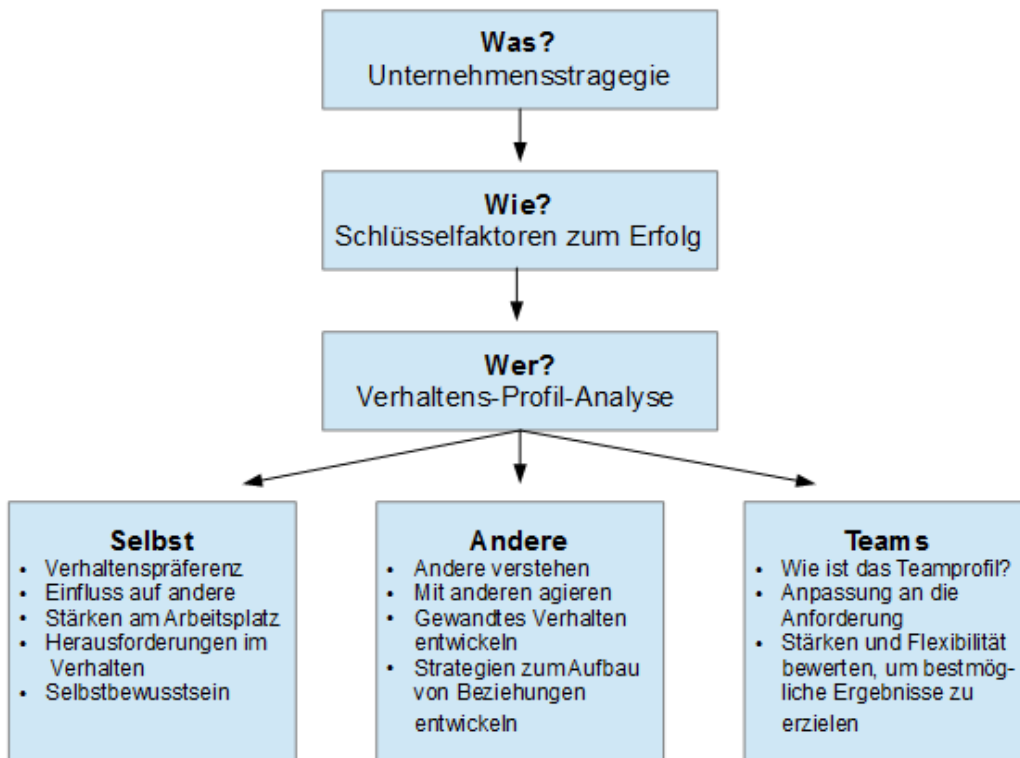 Was?
Unternehmensstragegie
Wie?
Schlüsselfaktoren zum Erfolg
Wer?
Verhaltens-Profil-Analyse
Selbst
• Verhaltenspräferenz
• Einfluss auf andere
• Stärken am Arbeitsplatz
• Herausforderungen im
Verhalten
• Selbstbewusstsein
Andere
• Andere verstehen
• Mit anderen agieren
• Gewandtes Verhalten
entwickeln
• Strategien zum Aufbau
von Beziehungen
entwickeln
Teams
• Wie ist das Teamprofil?
• Anpassung an die
Anforderung
• Stärken und Flexibilität
bewerten, um bestmög-
liche Ergebnisse zu
erzielen